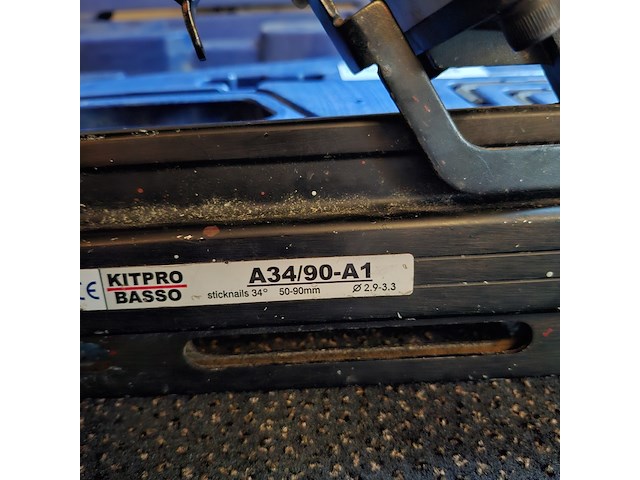 CE KITPRO BASSO
A34/90-A1
sticknails 34° 50-90mm Ø 2.9-3.3